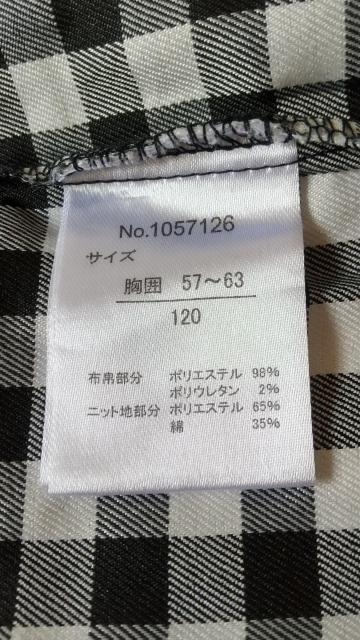 No.1057126
サイズ
胸囲 57～63
120
布帛部分 ポリエステル 98%
ポリウレタン 2%
ニット地部分 ポリエステル 65%
綿 35%